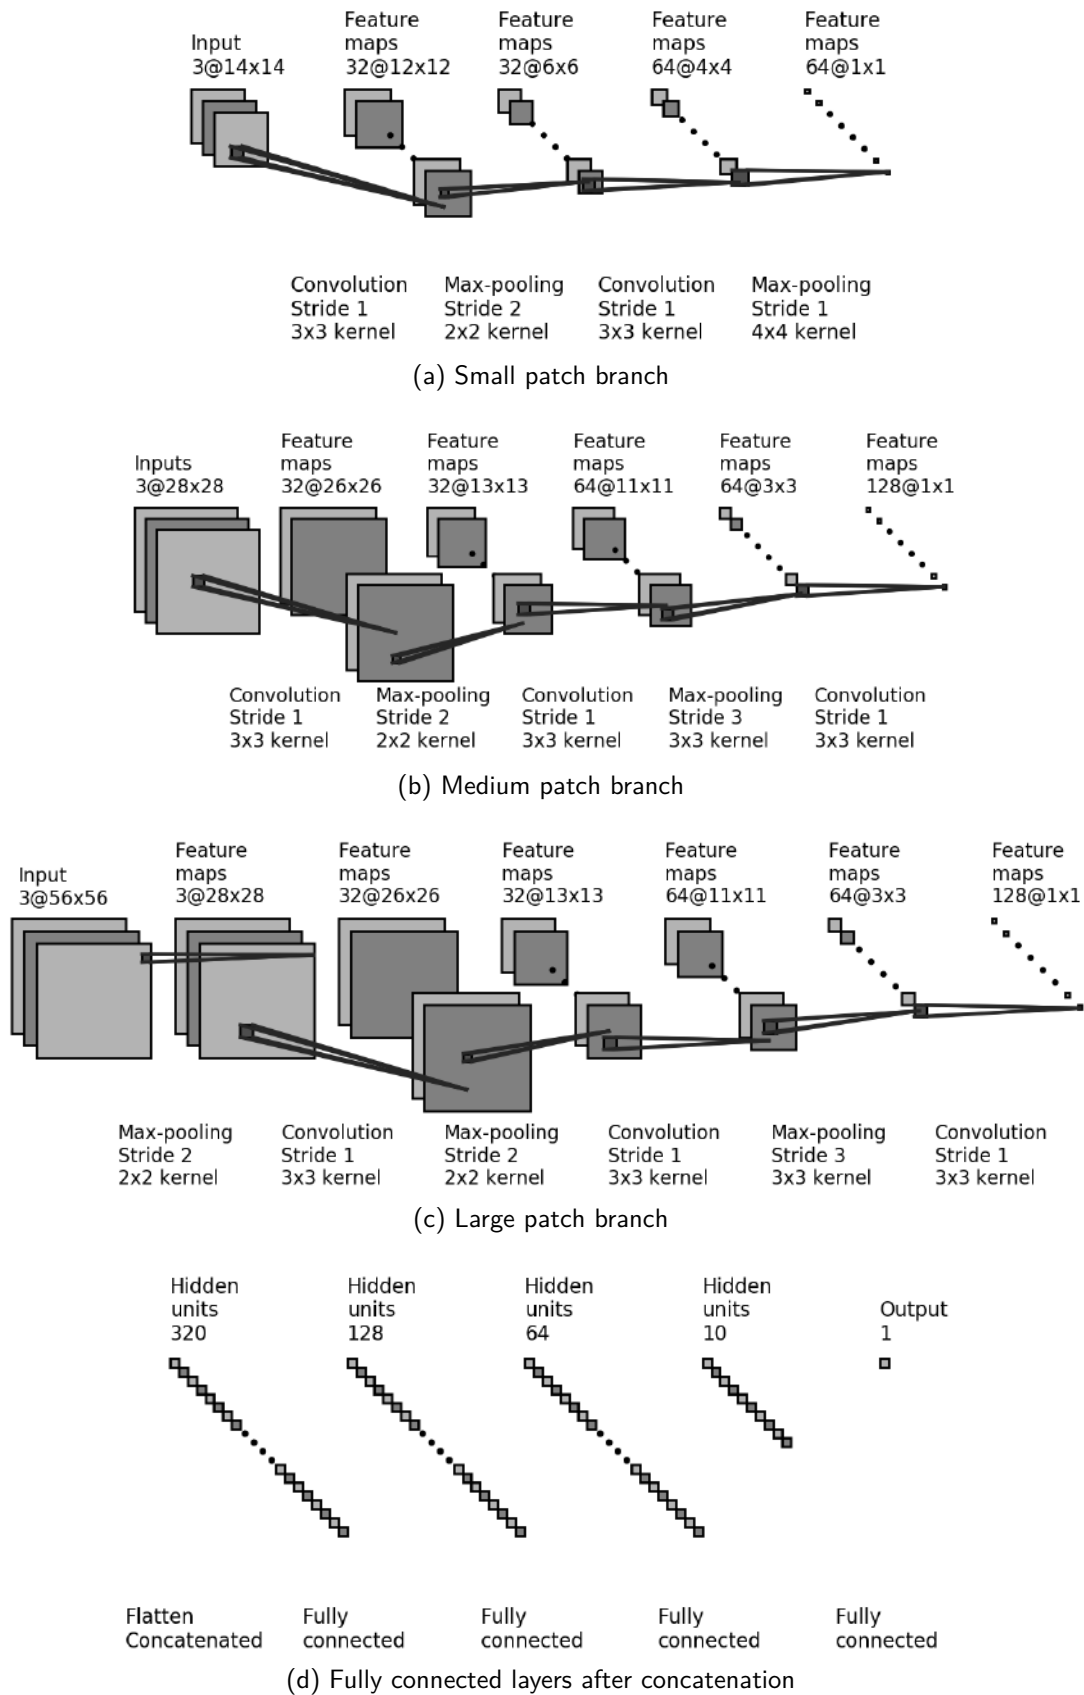 Input
3@14x14
Feature
maps
32@12x12
Feature
maps
32@6x6
Feature
maps
64@4x4
Feature
maps
64@1x1
Convolution
Stride 1
3x3 kernel
Max-pooling
Stride 2
2x2 kernel
Convolution
Stride 1
3x3 kernel
Max-pooling
Stride 1
4x4 kernel
(a) Small patch branch
Inputs
3@28x28
Feature
maps
32@26x26
Feature
maps
32@13x13
Feature
maps
64@11x11
Feature
maps
64@3x3
Feature
maps
128@1x1
Convolution
Stride 1
3x3 kernel
Max-pooling
Stride 2
2x2 kernel
Convolution
Stride 1
3x3 kernel
Max-pooling
Stride 3
3x3 kernel
Convolution
Stride 1
3x3 kernel
(b) Medium patch branch
Input
3@56x56
Feature
maps
3@28x28
Feature
maps
32@26x26
Feature
maps
32@13x13
Feature
maps
64@11x11
Feature
maps
64@3x3
Feature
maps
128@1x1
Max-pooling
Stride 2
2x2 kernel
Convolution
Stride 1
3x3 kernel
Max-pooling
Stride 2
2x2 kernel
Convolution
Stride 1
3x3 kernel
Max-pooling
Stride 3
3x3 kernel
Convolution
Stride 1
3x3 kernel
(c) Large patch branch
Hidden
units
320
Hidden
units
128
Hidden
units
64
Hidden
units
10
Output
1
Flatten
Concatenated
Fully
connected
Fully
connected
Fully
connected
Fully
connected
(d) Fully connected layers after concatenation